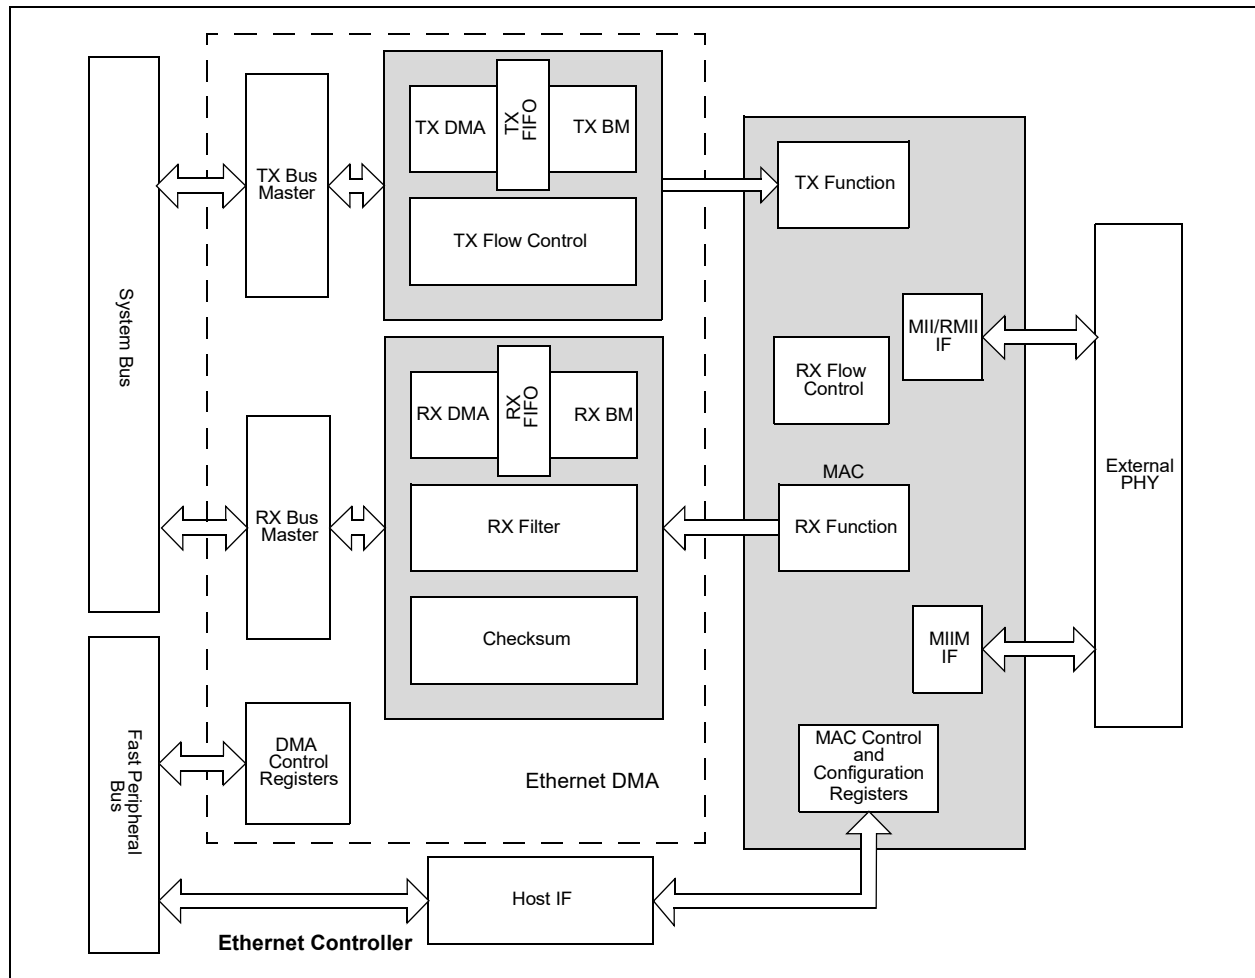 System Bus
TX Bus
Master
TX DMA
TX
FIFO
TX BM
TX Flow Control
TX Function
MII/RMII
IF
RX Flow
Control
RX Bus
Master
RX DMA
RX
FIFO
RX BM
RX Filter
Checksum
MAC
RX Function
External
PHY
MIIM
IF
Fast Peripheral
Bus
DMA
Control
Registers
Ethernet DMA
MAC Control
and
Configuration
Registers
Host IF
Ethernet Controller